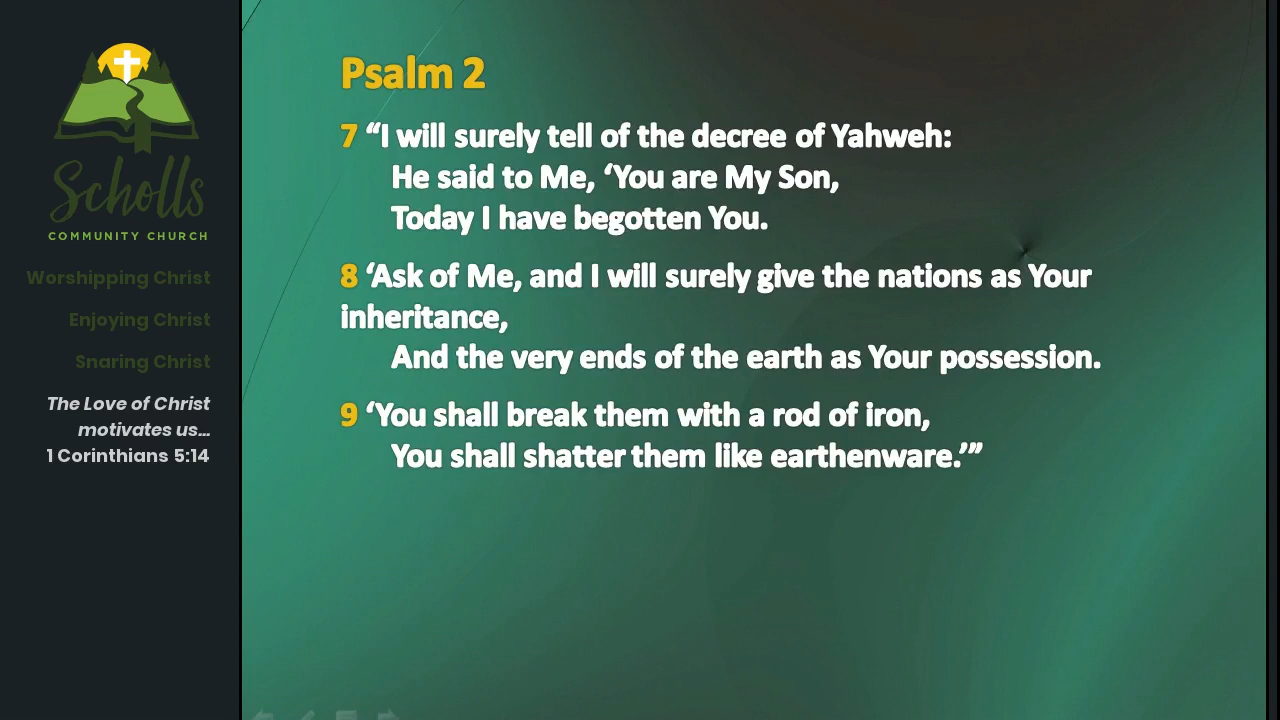 Scholls
COMMUNITY CHURCH
Worshipping Christ
Enjoying Christ
Snaring Christ
The Love of Christ
motivates us...
1 Corinthians 5:14
Psalm 2
7 “I will surely tell of the decree of Yahweh:
He said to Me, ‘You are My Son,
Today I have begotten You.
8 ‘Ask of Me, and I will surely give the nations as Your
inheritance,
And the very ends of the earth as Your possession.
9 ‘You shall break them with a rod of iron,
You shall shatter them like earthenware.’”